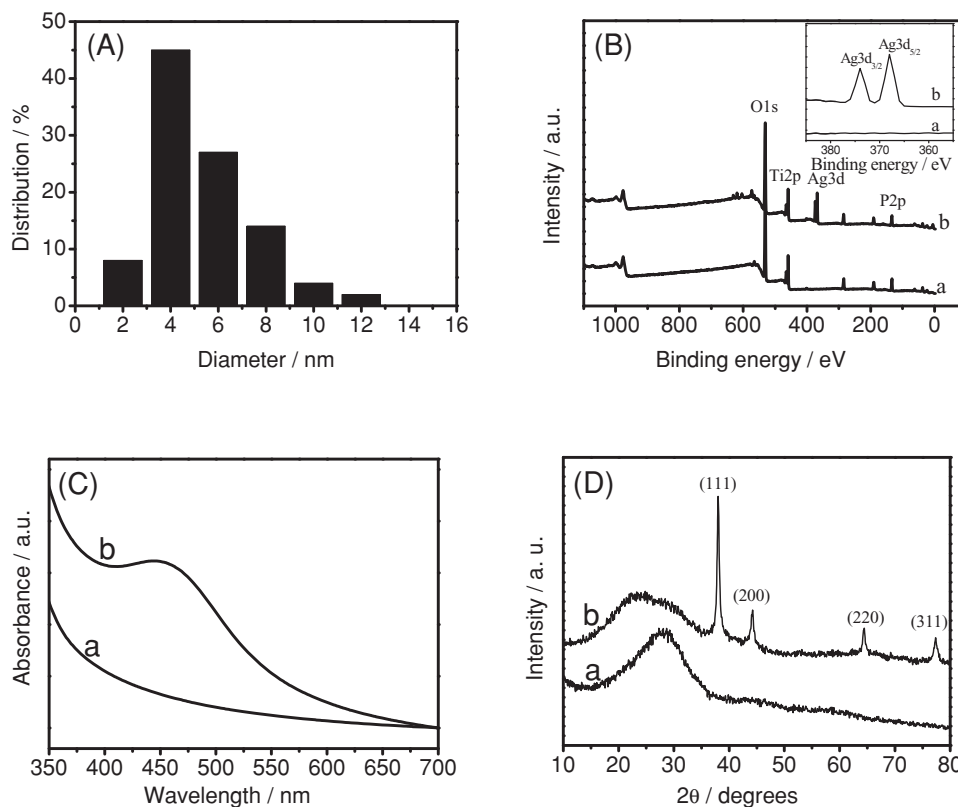 (A)
Distribution / %
50
40
30
20
10
0
0 2 4 6 8 10 12 14 16
Diameter / nm
(B)
Intensity / a.u.
O1s
Ti2p
Ag3d
P2p
b
a
1000 800 600 400 200 0
Binding energy / eV
Ag3d3/2
Ag3d5/2
b
a
380 370 360
Binding energy / eV
(C)
Absorbance / a.u.
b
a
350 400 450 500 550 600 650 700
Wavelength / nm
(D)
Intensity / a. u.
(111)
(200)
(220)
(311)
b
a
10 20 30 40 50 60 70 80
2θ / degrees